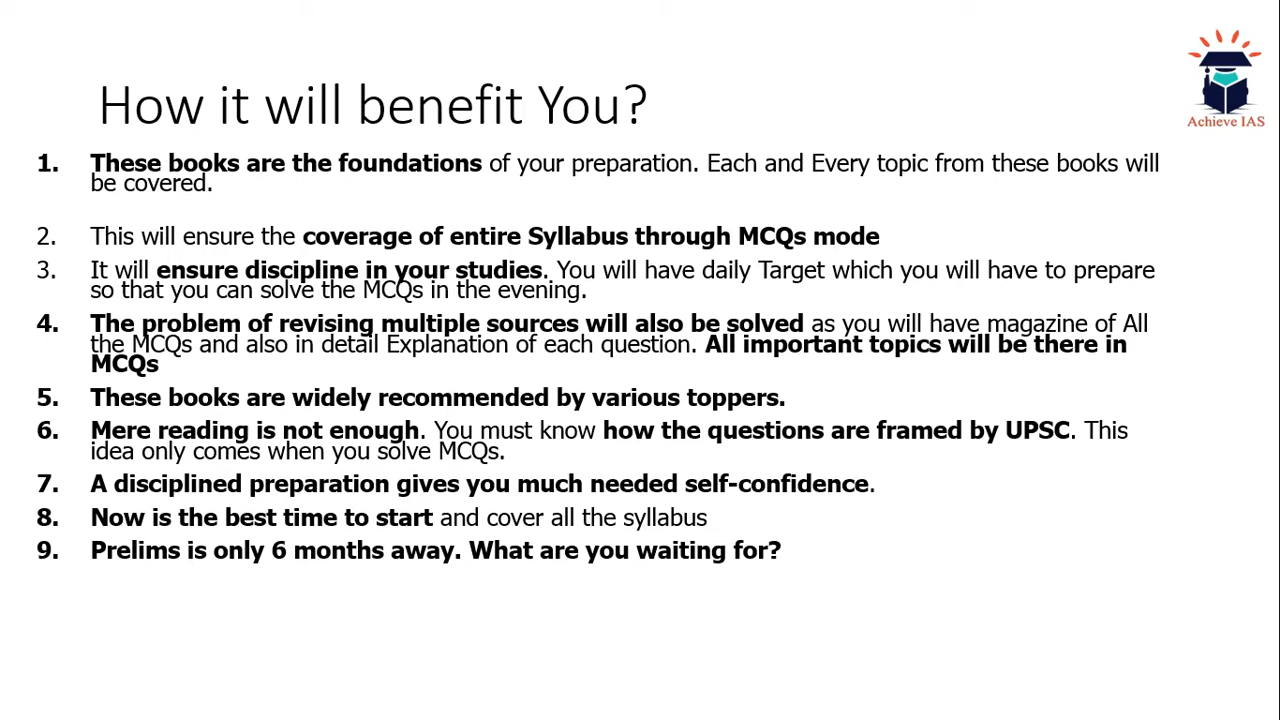 Achieve IAS
How it will benefit You?
1. These books are the foundations of your preparation. Each and Every topic from these books will
be covered.
2. This will ensure the coverage of entire Syllabus through MCQs mode
3. It will ensure discipline in your studies. You will have daily Target which you will have to prepare
so that you can solve the MCQs in the evening.
4. The problem of revising multiple sources will also be solved as you will have magazine of All
the MCQs and also in detail Explanation of each question. All important topics will be there in
MCQs
5. These books are widely recommended by various toppers.
6. Mere reading is not enough. You must know how the questions are framed by UPSC. This
idea only comes when you solve MCQs.
7. A disciplined preparation gives you much needed self-confidence.
8. Now is the best time to start and cover all the syllabus
9. Prelims is only 6 months away. What are you waiting for?